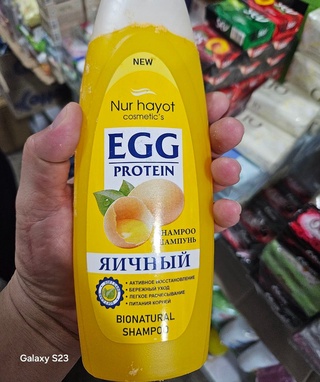 NEW
Nur hayot
cosmetic's
EGG
PROTEIN
SHAMPOO
ШАМПУНЬ
ЯИЧНЫЙ
• АКТИВНОЕ ВОССТАНОВЛЕНИЕ
• БЕРЕЖНЫЙ УХОД
• ЛЕГКОЕ РАСЧЕСЫВАНИЕ
• ПИТАНИЯ КОРНЕЙ
BIONATURAL
SHAMPOO
Galaxy S23